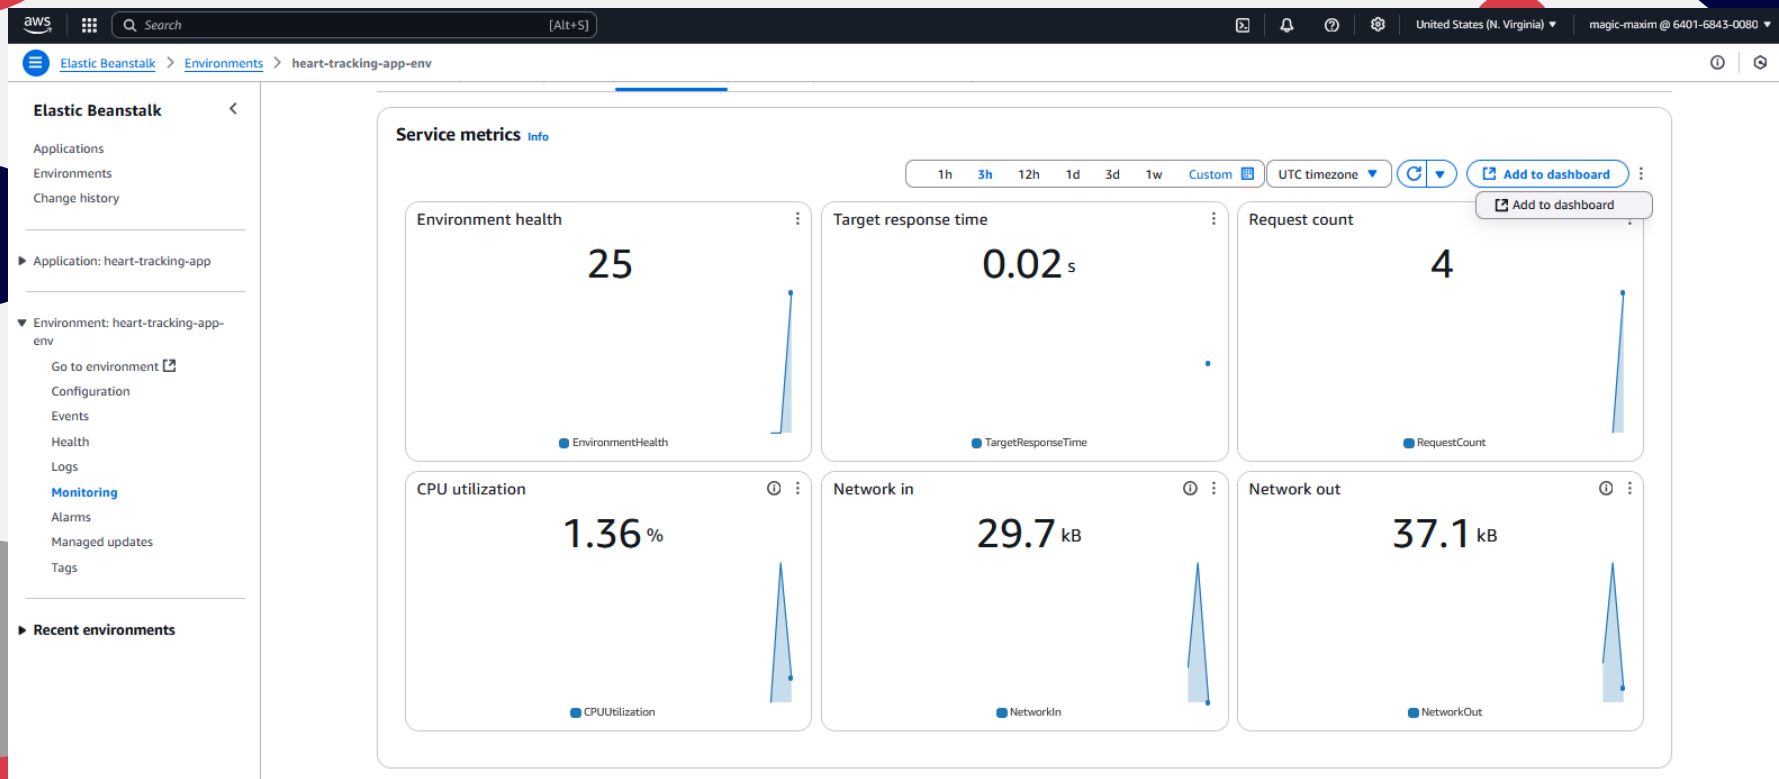 aws
Search [Alt+S]
United States (N. Virginia) ▼ magic-maxim @ 6401-6843-0080 ▼
Elastic Beanstalk > Environments > heart-tracking-app-env
Elastic Beanstalk
Applications
Environments
Change history
Application: heart-tracking-app
Environment: heart-tracking-app-
env
Go to environment
Configuration
Events
Health
Logs
Monitoring
Alarms
Managed updates
Tags
Recent environments
Service metrics Info
1h 3h 12h 1d 3d 1w Custom UTC timezone ▼ Add to dashboard
Add to dashboard
Environment health
25
EnvironmentHealth
Target response time
0.02 s
TargetResponseTime
Request count
4
RequestCount
CPU utilization
1.36 %
CPUUtilization
Network in
29.7 kB
NetworkIn
Network out
37.1 kB
NetworkOut